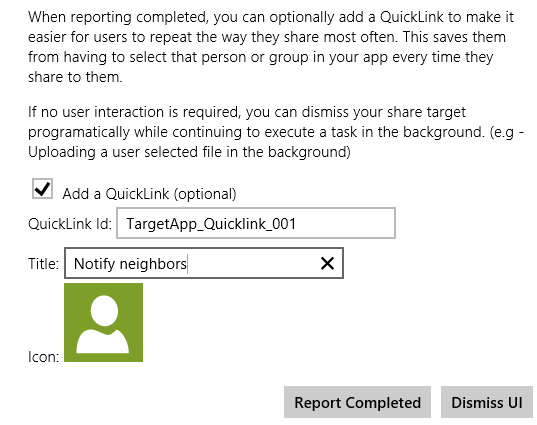 When reporting completed, you can optionally add a QuickLink to make it
easier for users to repeat the way they share most often. This saves them
from having to select that person or group in your app every time they
share to them.
If no user interaction is required, you can dismiss your share target
programatically while continuing to execute a task in the background. (e.g -
Uploading a user selected file in the background)
Add a QuickLink (optional)
QuickLink Id: TargetApp_Quicklink_001
Title: Notify neighbors
Icon:
Report Completed Dismiss UI